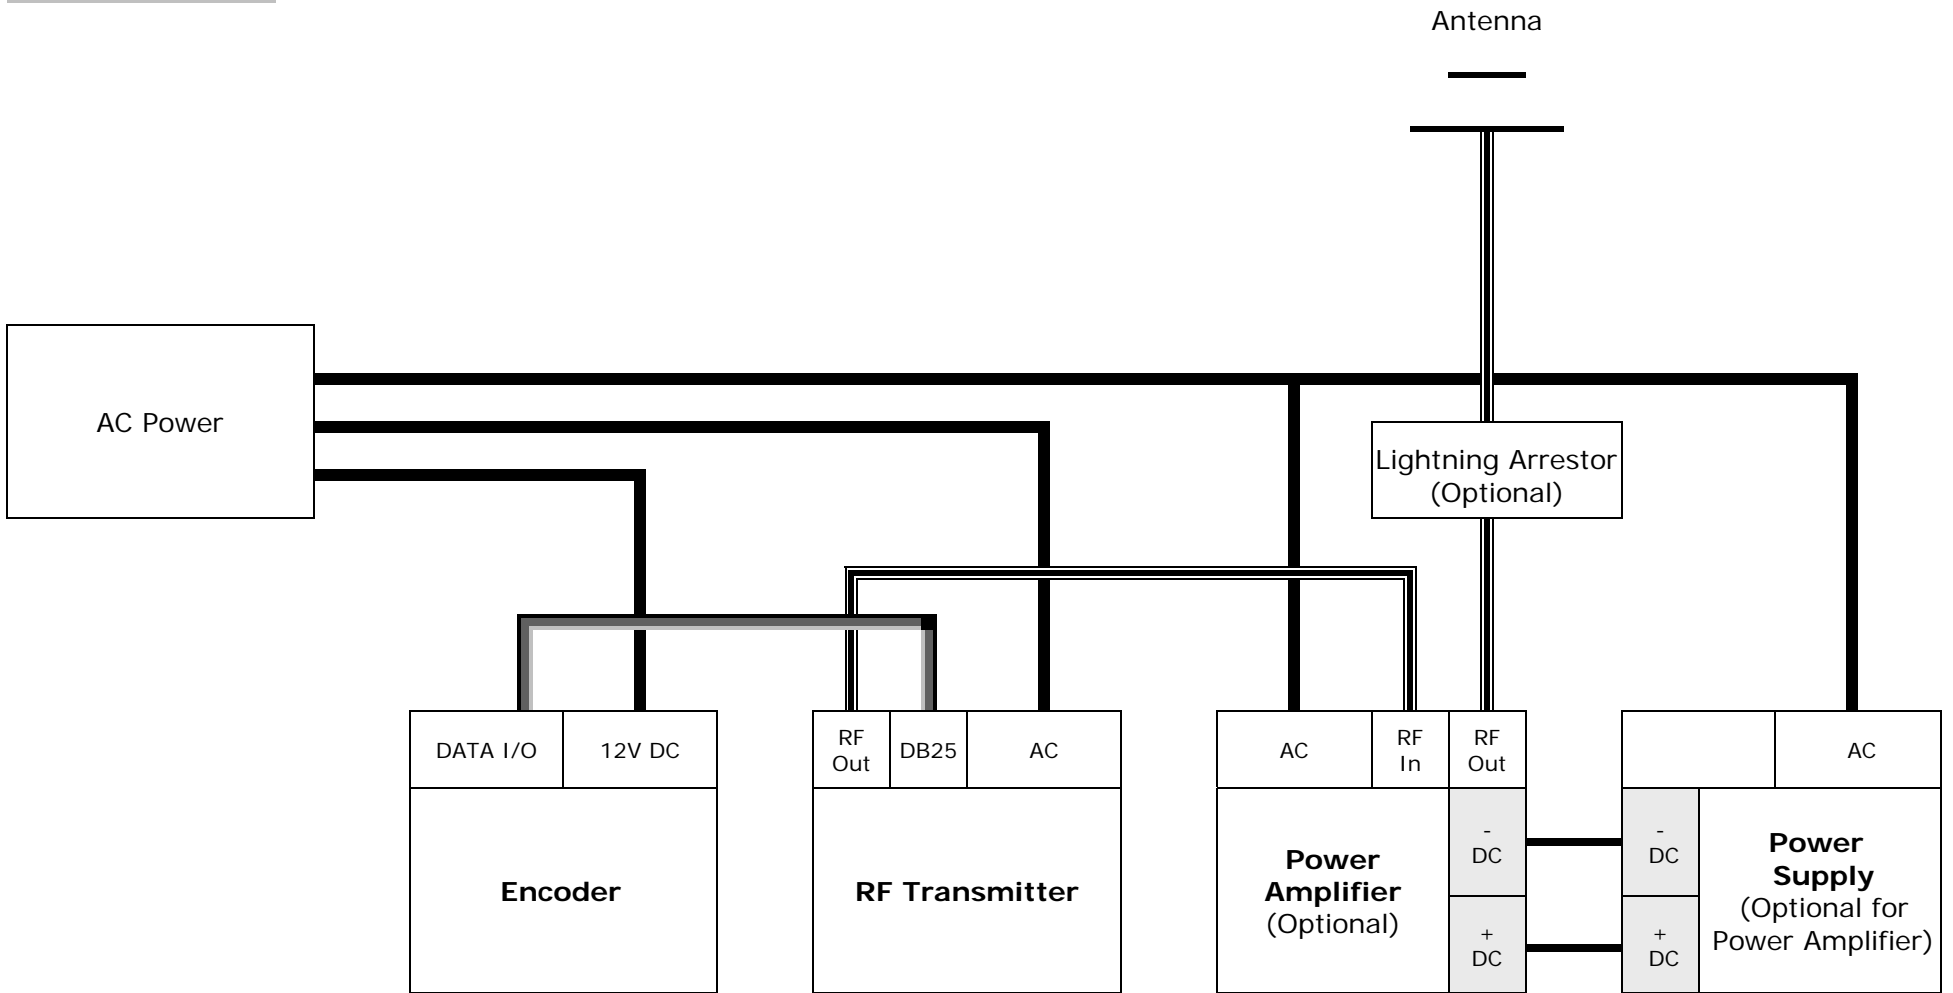 Antenna
AC Power
Lightning Arrestor
(Optional)
DATA I/O
12V DC
Encoder
RF
Out
DB25
AC
RF Transmitter
AC
RF
In
RF
Out
Power
Amplifier
(Optional)
-
DC
+
DC
AC
-
DC
+
DC
Power
Supply
(Optional for
Power Amplifier)